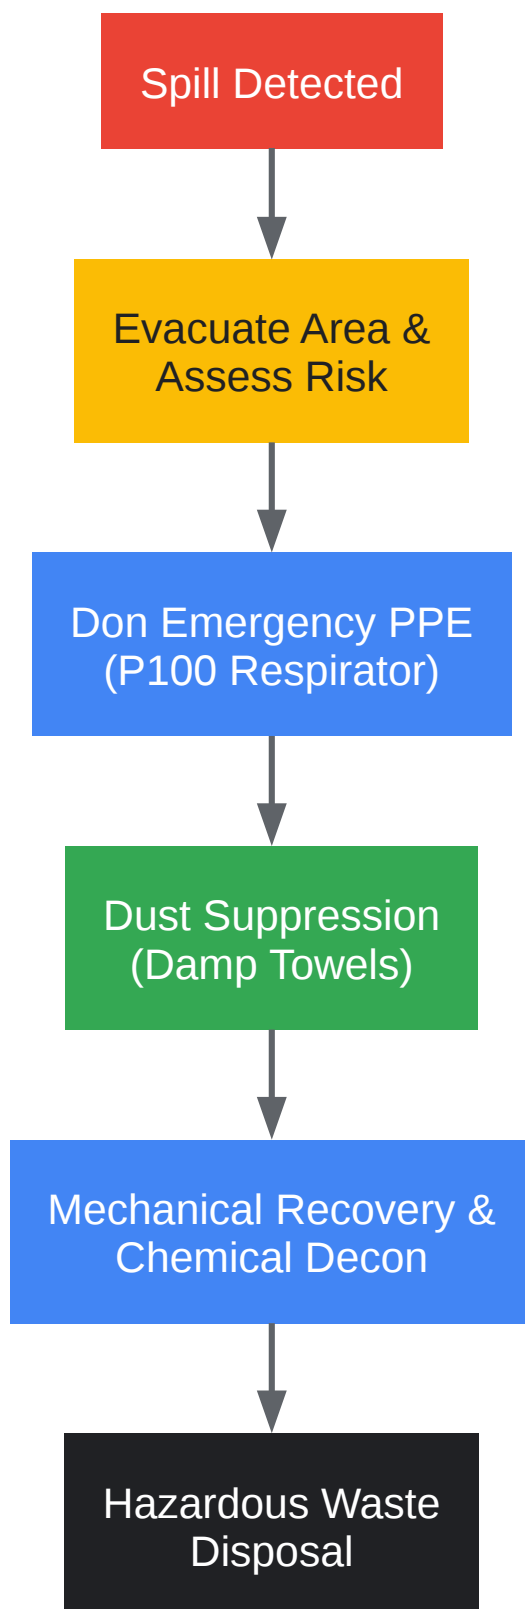 Spill Detected
Evacuate Area &
Assess Risk
Don Emergency PPE
(P100 Respirator)
Dust Suppression
(Damp Towels)
Mechanical Recovery &
Chemical Decon
Hazardous Waste
Disposal